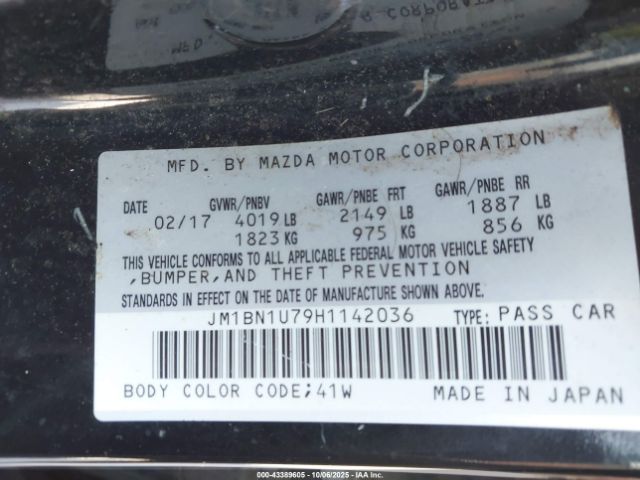 MFD. BY MAZDA MOTOR CORPORATION
DATE GVWR/PNBV GAWR/PNBE FRT GAWR/PNBE RR
02/17 4019 LB 2149 LB 1887 LB
1823 KG 975 KG 856 KG
THIS VEHICLE CONFORMS TO ALL APPLICABLE FEDERAL MOTOR VEHICLE SAFETY
,BUMPER,AND THEFT PREVENTION
STANDARDS IN EFFECT ON THE DATE OF MANUFACTURE SHOWN ABOVE.
JM1BN1U79H1142036 TYPE: PASS CAR
BODY COLOR CODE;41W MADE IN JAPAN
000-43389605 - 10/06/2025 - IAA Inc.